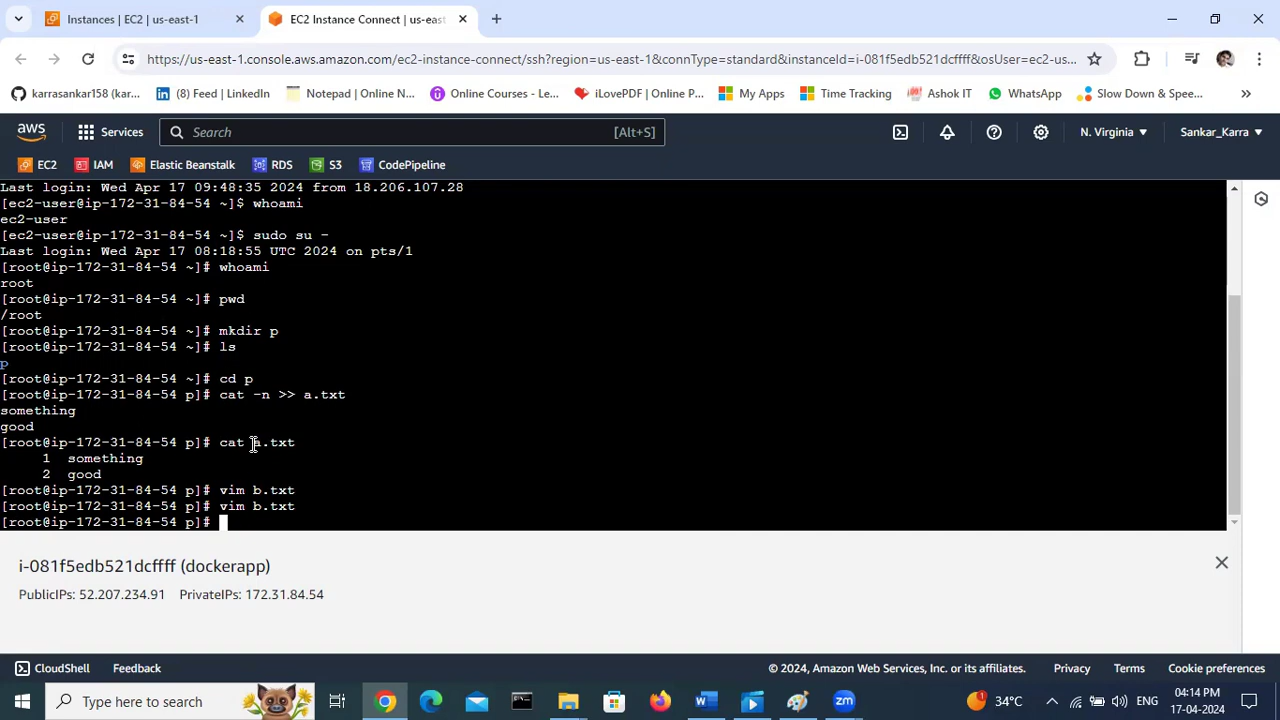 Instances | EC2 | us-east-1
EC2 Instance Connect | us-eas
https://us-east-1.console.aws.amazon.com/ec2-instance-connect/ssh?region=us-east-1&connType=standard&instanceId=i-081f5edb521dcffff&osUser=ec2-us...
karrasankar158 (kar...
(8) Feed | LinkedIn
Notepad | Online N...
Online Courses - Le...
iLovePDF | Online P...
My Apps
Time Tracking
Ashok IT
WhatsApp
Slow Down & Spee...
aws
Services
Search
[Alt+S]
N. Virginia
Sankar_Karra
EC2
IAM
Elastic Beanstalk
RDS
S3
CodePipeline
Last login: Wed Apr 17 09:48:35 2024 from 18.206.107.28
[ec2-user@ip-172-31-84-54 ~]$ whoami
ec2-user
[ec2-user@ip-172-31-84-54 ~]$ sudo su -
Last login: Wed Apr 17 08:18:55 UTC 2024 on pts/1
[root@ip-172-31-84-54 ~]# whoami
root
[root@ip-172-31-84-54 ~]# pwd
/root
[root@ip-172-31-84-54 ~]# mkdir p
[root@ip-172-31-84-54 ~]# ls
p
[root@ip-172-31-84-54 ~]# cd p
[root@ip-172-31-84-54 p]# cat -n >> a.txt
something
good
[root@ip-172-31-84-54 p]# cat a.txt
1 something
2 good
[root@ip-172-31-84-54 p]# vim b.txt
[root@ip-172-31-84-54 p]# vim b.txt
[root@ip-172-31-84-54 p]#
i-081f5edb521dcffff (dockerapp)
PublicIPs: 52.207.234.91 PrivateIPs: 172.31.84.54
CloudShell
Feedback
© 2024, Amazon Web Services, Inc. or its affiliates.
Privacy
Terms
Cookie preferences
Type here to search
zm
1
34°C
ENG
04:14 PM
17-04-2024